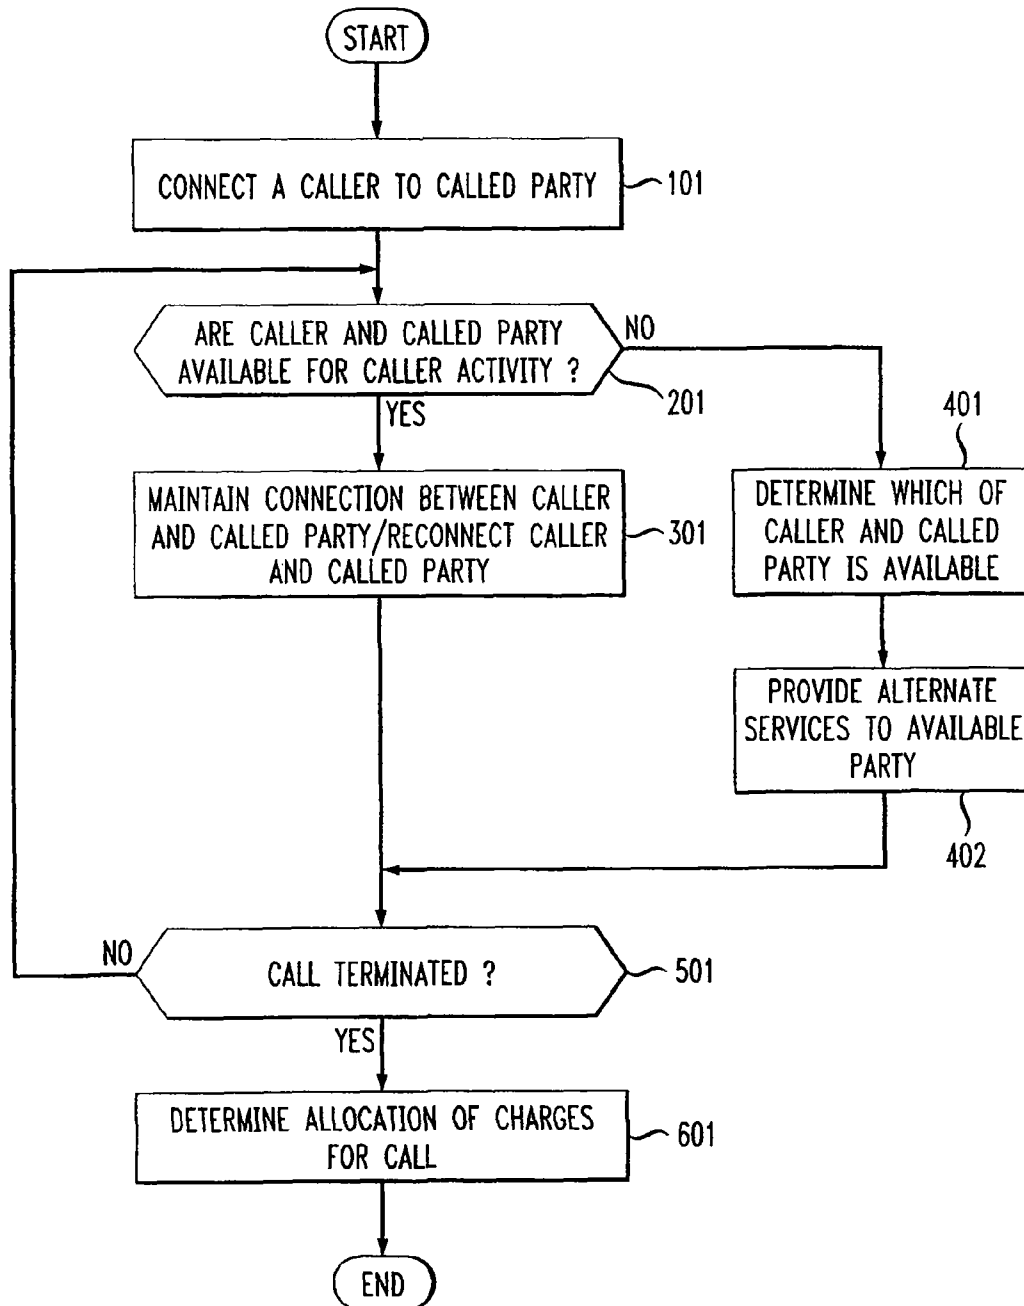 START
CONNECT A CALLER TO CALLED PARTY
101
ARE CALLER AND CALLED PARTY
AVAILABLE FOR CALLER ACTIVITY ?
NO
201
YES
MAINTAIN CONNECTION BETWEEN CALLER
AND CALLED PARTY/RECONNECT CALLER
AND CALLED PARTY
301
401
DETERMINE WHICH OF
CALLER AND CALLED
PARTY IS AVAILABLE
PROVIDE ALTERNATE
SERVICES TO AVAILABLE
PARTY
402
NO
CALL TERMINATED ?
501
YES
DETERMINE ALLOCATION OF CHARGES
FOR CALL
601
END